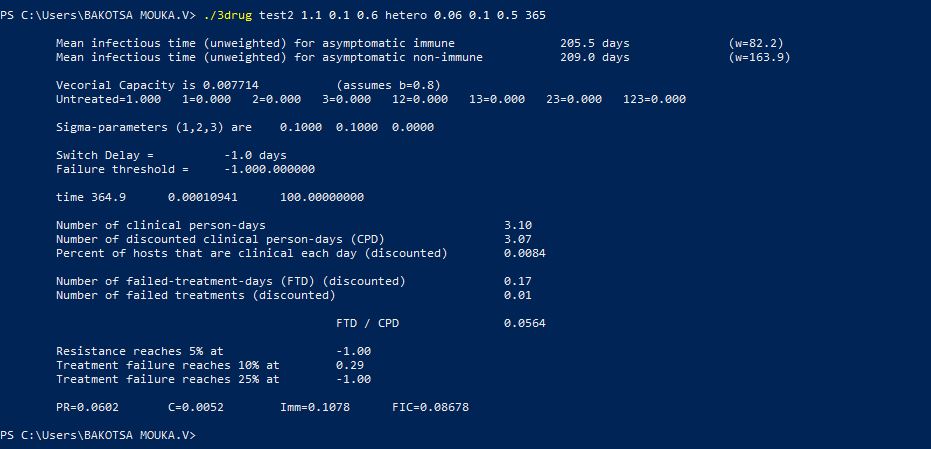 PS C:\Users\BAKOTSA MOUKA.V> ./3drug test2 1.1 0.1 0.6 hetero 0.06 0.1 0.5 365
Mean infectious time (unweighted) for asymptomatic immune 205.5 days (w=82.2)
Mean infectious time (unweighted) for asymptomatic non-immune 209.0 days (w=163.9)
Vecorial Capacity is 0.007714 (assumes b=0.8)
Untreated=1.000 1=0.000 2=0.000 3=0.000 12=0.000 13=0.000 23=0.000 123=0.000
Sigma-parameters (1,2,3) are 0.1000 0.1000 0.0000
Switch Delay = -1.0 days
Failure threshold = -1.000.000000
time 364.9 0.00010941 100.00000000
Number of clinical person-days 3.10
Number of discounted clinical person-days (CPD) 3.07
Percent of hosts that are clinical each day (discounted) 0.0084
Number of failed-treatment-days (FTD) (discounted) 0.17
Number of failed treatments (discounted) 0.01
FTD / CPD 0.0564
Resistance reaches 5% at -1.00
Treatment failure reaches 10% at 0.29
Treatment failure reaches 25% at -1.00
PR=0.0602 C=0.0052 Imm=0.1078 FIC=0.08678
PS C:\Users\BAKOTSA MOUKA.V>